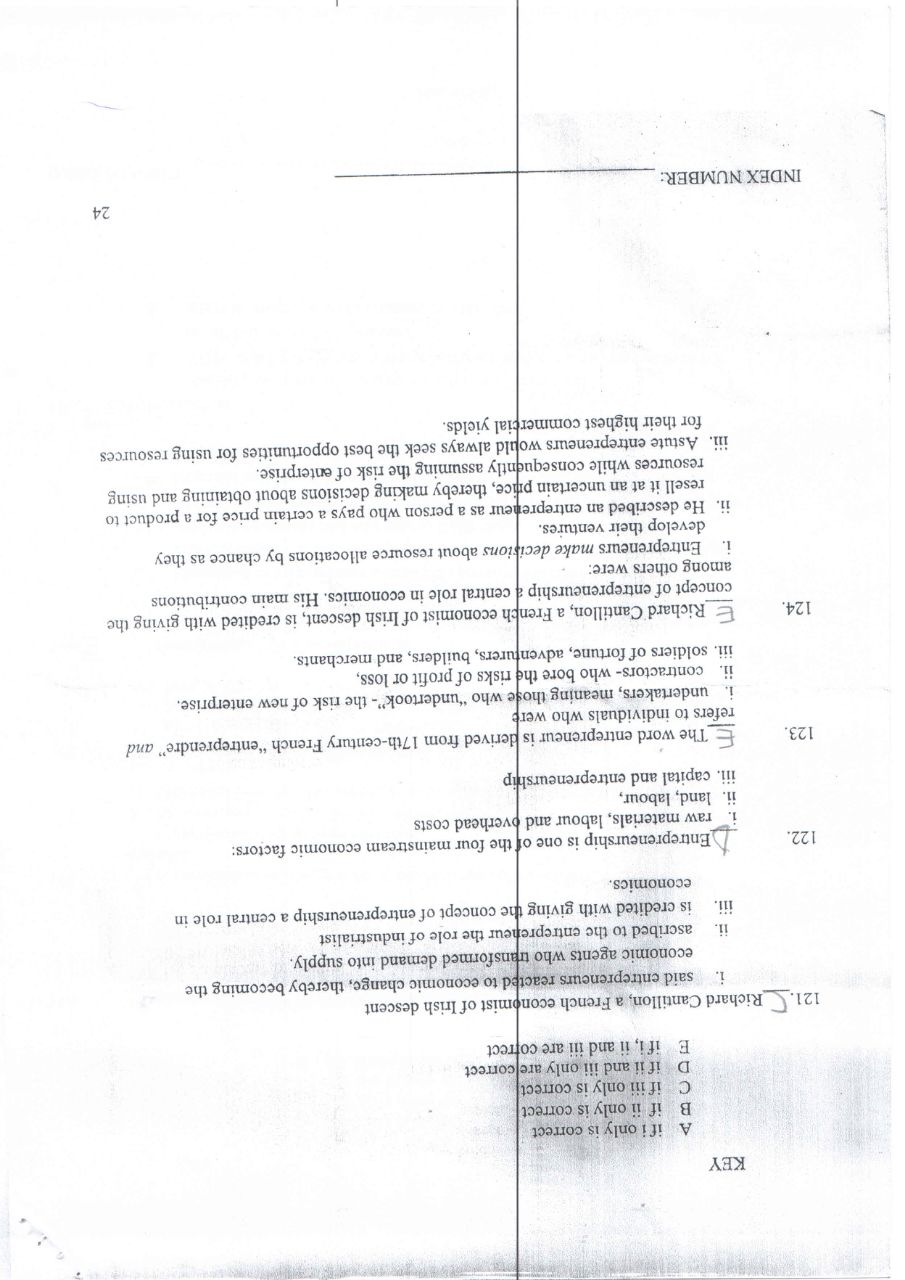 KEY
A if i only is correct
B if ii only is correct
C if iii only is correct
D if ii and iii only are correct
E if i, ii and iii are correct
121. C Richard Cantillon, a French economist of Irish descent
i. said entrepreneurs reacted to economic change, thereby becoming the
economic agents who transformed demand into supply.
ii. ascribed to the entrepreneur the role of industrialist
iii. is credited with giving the concept of entrepreneurship a central role in
economics.
122. D Entrepreneurship is one of the four mainstream economic factors:
i. raw materials, labour and overhead costs
ii. land, labour,
iii. capital and entrepreneurship
123. E The word entrepreneur is derived from 17th-century French “entreprendre” and
refers to individuals who were
i. undertakers, meaning those who “undertook”- the risk of new enterprise.
ii. contractors- who bore the risks of profit or loss,
iii. soldiers of fortune, adventurers, builders, and merchants.
124. E Richard Cantillon, a French economist of Irish descent, is credited with giving the
concept of entrepreneurship a central role in economics. His main contributions
among others were:
i. Entrepreneurs make decisions about resource allocations by chance as they
develop their ventures.
ii. He described an entrepreneur as a person who pays a certain price for a product to
resell it at an uncertain price, thereby making decisions about obtaining and using
resources while consequently assuming the risk of enterprise.
iii. Astute entrepreneurs would always seek the best opportunities for using resources
for their highest commercial yields.
24
INDEX NUMBER: